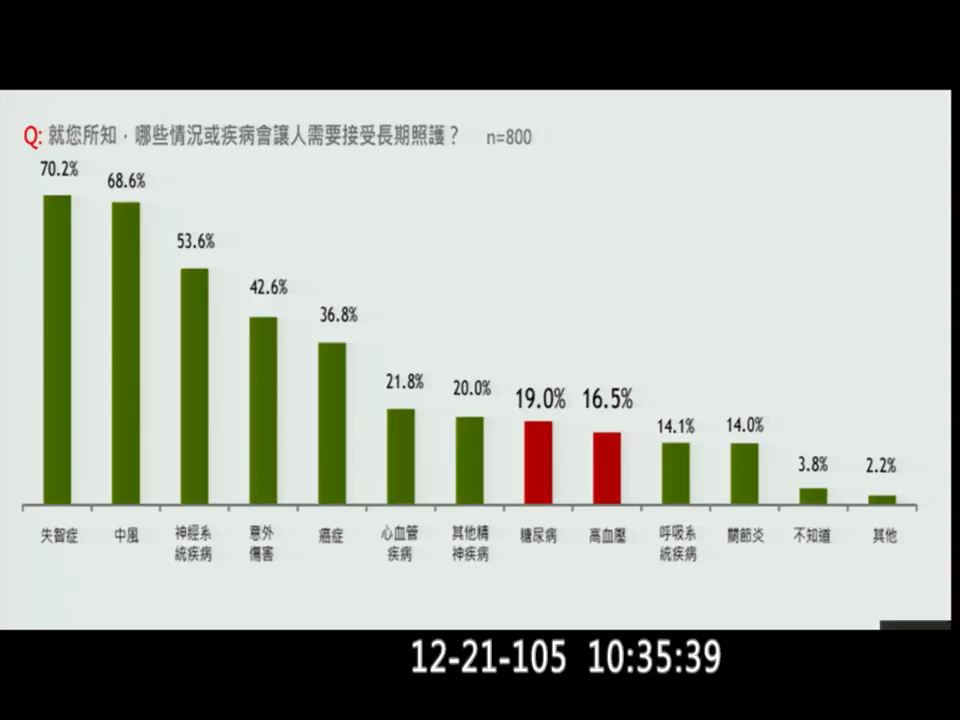 Q: 就您所知，哪些情況或疾病會讓人需要接受長期照護？ n=800
70.2%
68.6%
53.6%
42.6%
36.8%
21.8%
20.0%
19.0%
16.5%
14.1%
14.0%
3.8%
2.2%
失智症
中風
神經系
統疾病
意外
傷害
癌症
心血管
疾病
其他精
神疾病
糖尿病
高血壓
呼吸系
統疾病
關節炎
不知道
其他
12-21-105 10:35:39